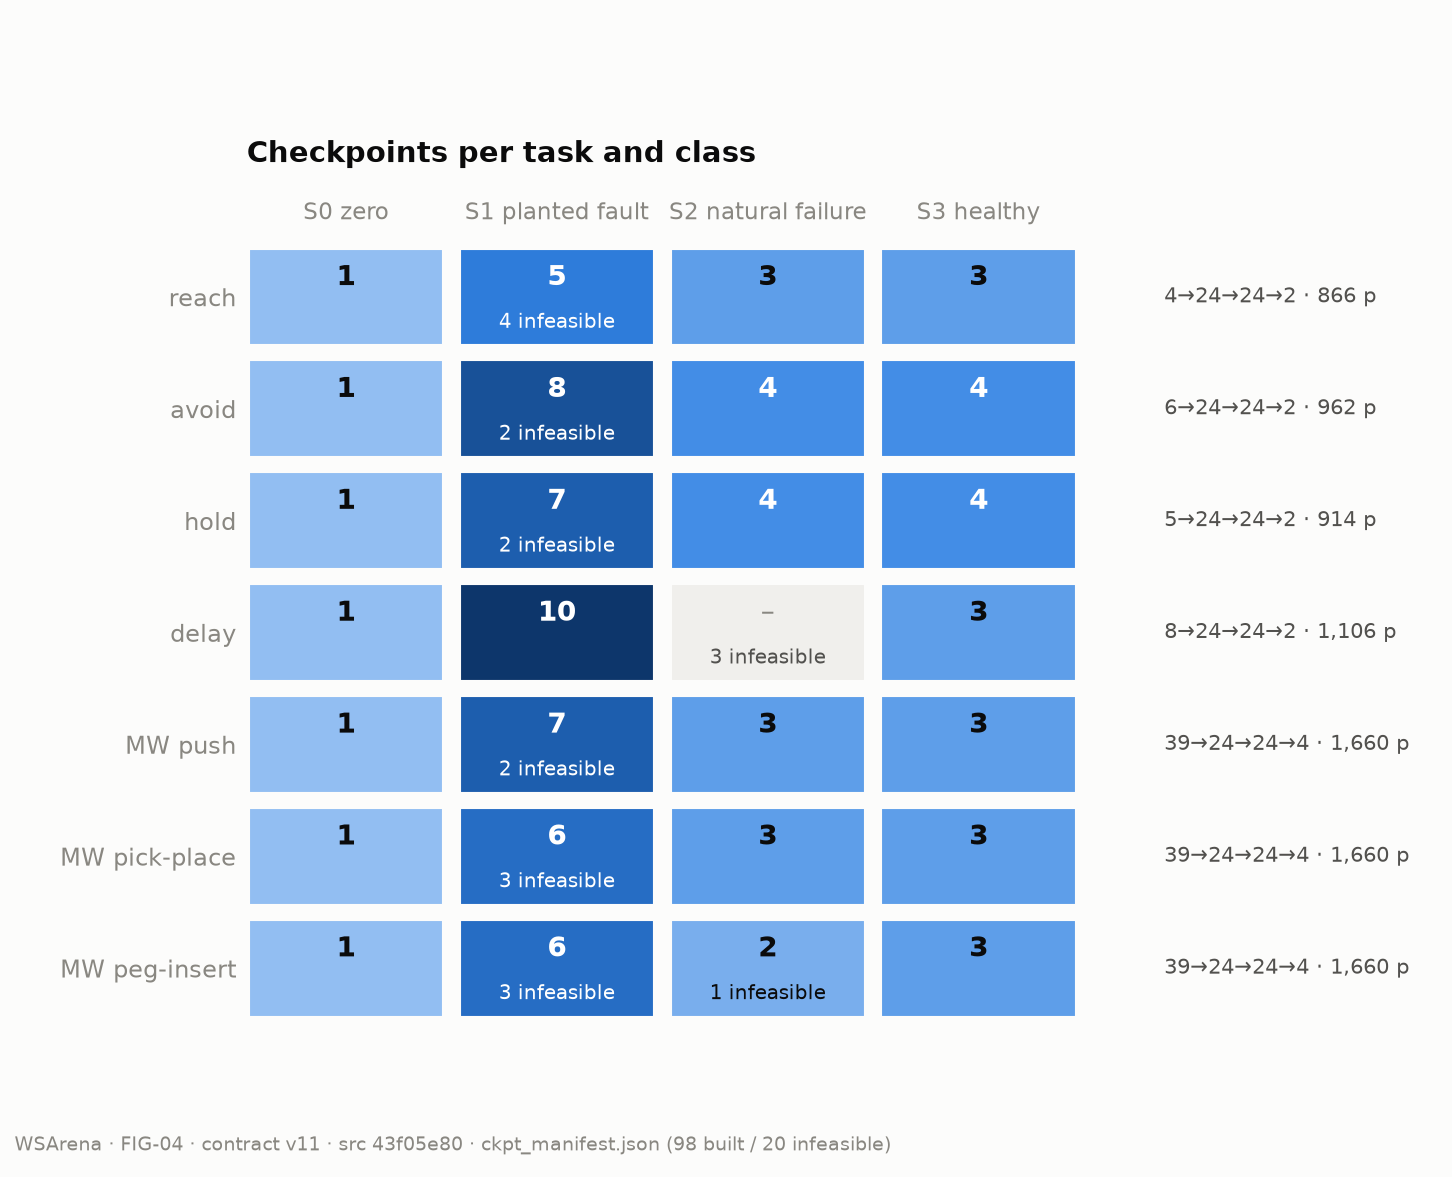 Checkpoints per task and class
S0 zero S1 planted fault S2 natural failure S3 healthy
reach 1 5 3 3 4→24→24→2 · 866 p
4 infeasible
avoid 1 8 4 4 6→24→24→2 · 962 p
2 infeasible
hold 1 7 4 4 5→24→24→2 · 914 p
2 infeasible
delay 1 10 – 3 8→24→24→2 · 1,106 p
3 infeasible
MW push 1 7 3 3 39→24→24→4 · 1,660 p
2 infeasible
MW pick-place 1 6 3 3 39→24→24→4 · 1,660 p
3 infeasible
MW peg-insert 1 6 2 3 39→24→24→4 · 1,660 p
3 infeasible 1 infeasible
WSArena · FIG-04 · contract v11 · src 43f05e80 · ckpt_manifest.json (98 built / 20 infeasible)